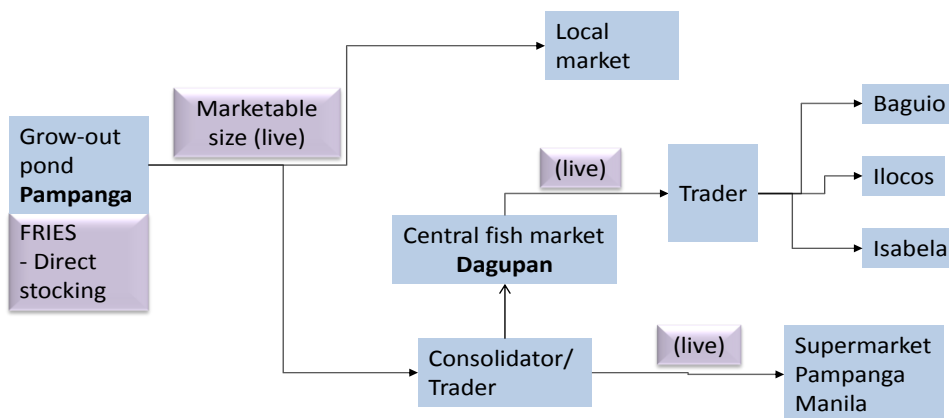 Local
market
Marketable
size (live)
Grow-out
pond
Pampanga
FRIES
- Direct
stocking
(live)
Trader
Baguio
Ilocos
Isabela
Central fish market
Dagupan
Consolidator/
Trader
(live)
Supermarket
Pampanga
Manila